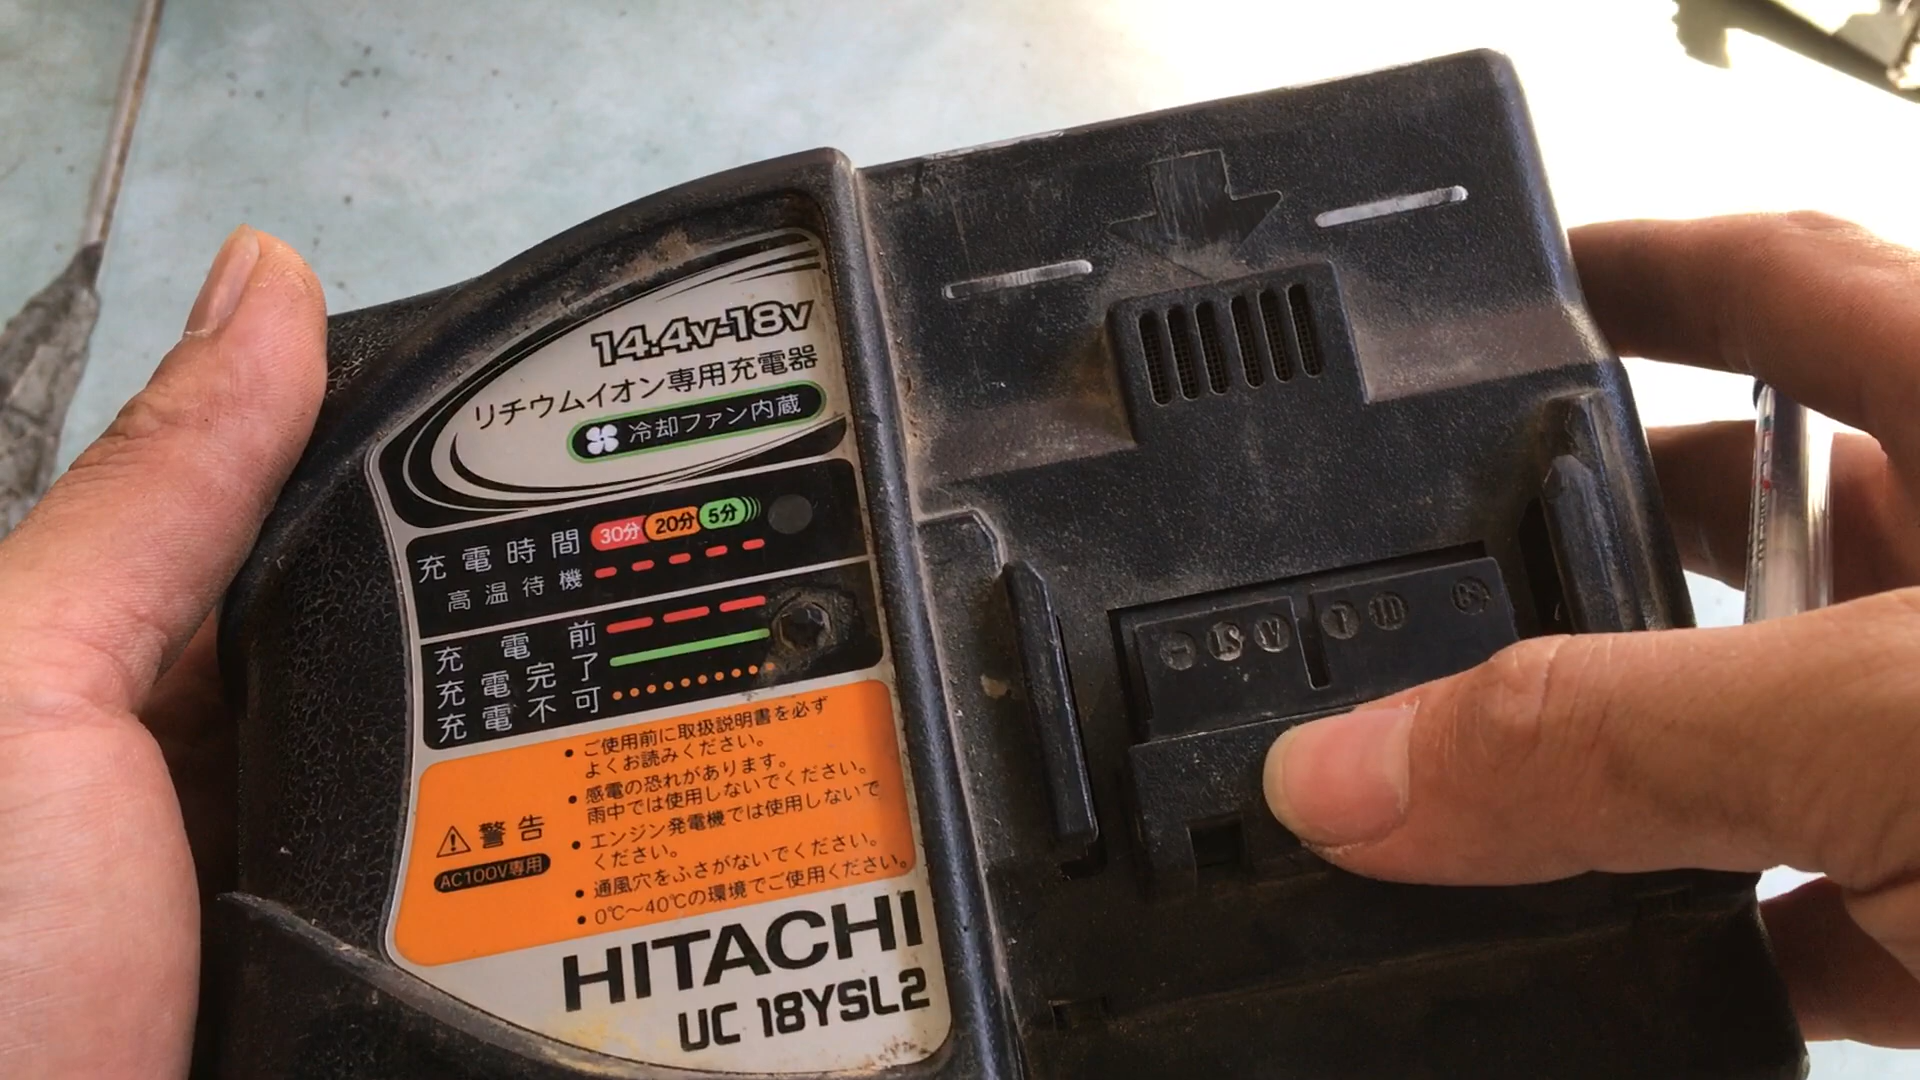 14.4v-18v
リチウムイオン専用充電器
冷却ファン内蔵
充電時間 30分 20分 5分
高温待機
充電前
充電完了
充電不可
警告
AC100V専用
• ご使用前に取扱説明書を必ず
よくお読みください。
• 感電の恐れがあります。
雨中では使用しないでください。
• エンジン発電機では使用しないで
ください。
• 通風穴をふさがないでください。
• 0℃～40℃の環境でご使用ください。
HITACHI
UC 18YSL2
- LS V T ID